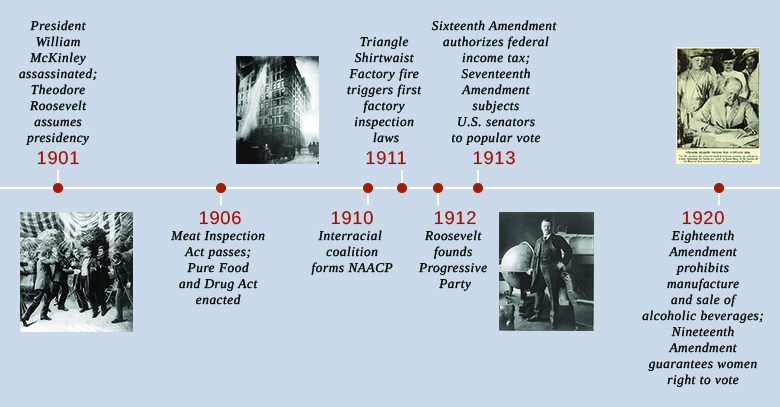 President
William
McKinley
assassinated;
Theodore
Roosevelt
assumes
presidency
1901
Meat Inspection
Act passes;
Pure Food
and Drug Act
enacted
1906
Interracial
coalition
forms NAACP
1910
Triangle
Shirtwaist
Factory fire
triggers first
factory
inspection
laws
1911
Roosevelt
founds
Progressive
Party
1912
Sixteenth Amendment
authorizes federal
income tax;
Seventeenth
Amendment
subjects
U.S. senators
to popular vote
1913
1920
Eighteenth
Amendment
prohibits
manufacture
and sale of
alcoholic beverages;
Nineteenth
Amendment
guarantees women
right to vote